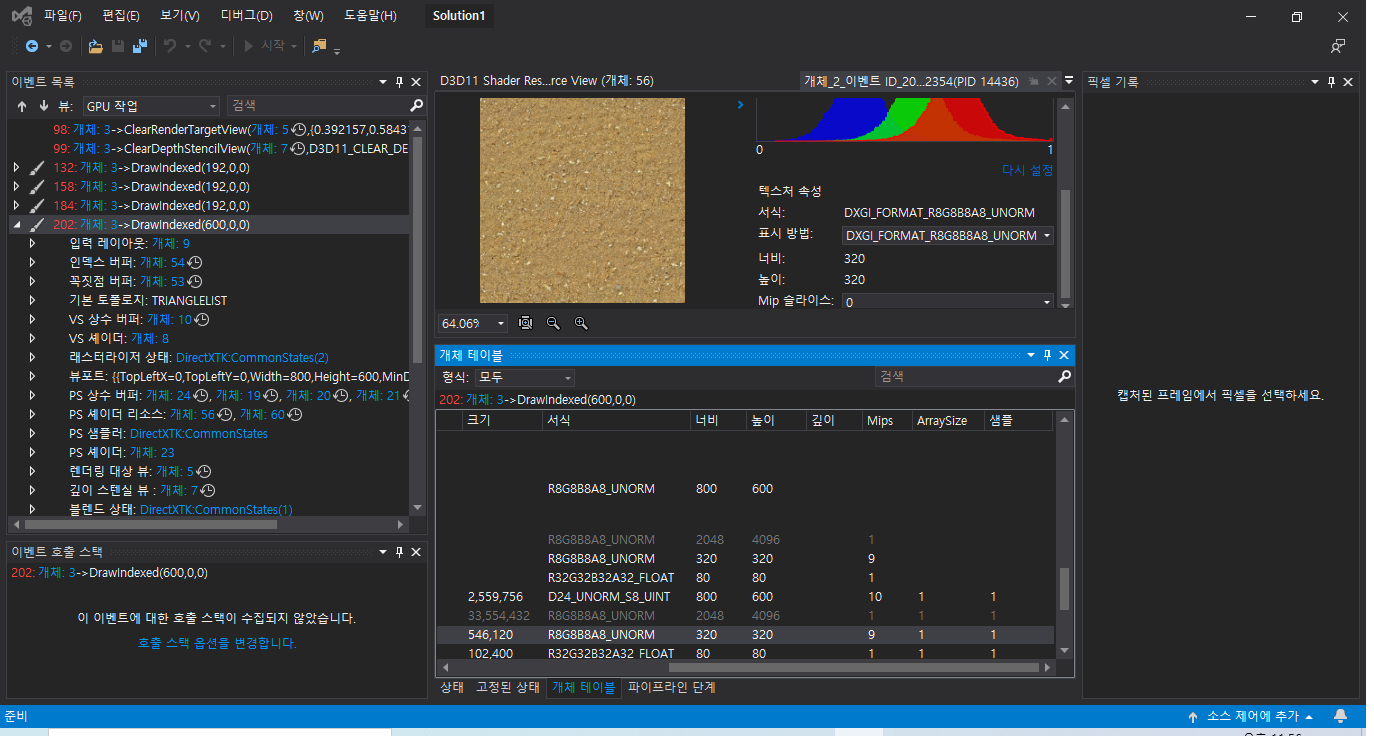 파일(F) 편집(E) 보기(V) 디버그(D) 창(W) 도움말(H) Solution1
시작
이벤트 목록
뷰: GPU 작업 검색
98: 개체: 3->ClearRenderTargetView(개체: 5 ,{0.392157,0.5843
99: 개체: 3->ClearDepthStencilView(개체: 7 ,D3D11_CLEAR_DE
132: 개체: 3->DrawIndexed(192,0,0)
158: 개체: 3->DrawIndexed(192,0,0)
184: 개체: 3->DrawIndexed(192,0,0)
202: 개체: 3->DrawIndexed(600,0,0)
입력 레이아웃: 개체: 9
인덱스 버퍼: 개체: 54
꼭짓점 버퍼: 개체: 53
기본 토폴로지: TRIANGLELIST
VS 상수 버퍼: 개체: 10
VS 셰이더: 개체: 8
래스터라이저 상태: DirectXTK:CommonStates(2)
뷰포트: {{TopLeftX=0,TopLeftY=0,Width=800,Height=600,MinD
PS 상수 버퍼: 개체: 24 , 개체: 19 , 개체: 20 , 개체: 21
PS 셰이더 리소스: 개체: 56 , 개체: 60
PS 샘플러: DirectXTK:CommonStates
PS 셰이더: 개체: 23
렌더링 대상 뷰: 개체: 5
깊이 스텐실 뷰 : 개체: 7
블렌드 상태: DirectXTK:CommonStates(1)
이벤트 호출 스택
202: 개체: 3->DrawIndexed(600,0,0)
이 이벤트에 대한 호출 스택이 수집되지 않았습니다.
호출 스택 옵션을 변경합니다.
D3D11 Shader Res...rce View (개체: 56) 개체_2_이벤트 ID_20...2354(PID 14436)
0 1
다시 설정
텍스처 속성
서식: DXGI_FORMAT_R8G8B8A8_UNORM
표시 방법: DXGI_FORMAT_R8G8B8A8_UNORM
너비: 320
높이: 320
Mip 슬라이스: 0
64.06%
개체 테이블
형식: 모두 검색
202: 개체: 3->DrawIndexed(600,0,0)
크기 서식 너비 높이 깊이 Mips ArraySize 샘플
R8G8B8A8_UNORM 800 600
R8G8B8A8_UNORM 2048 4096 1
R8G8B8A8_UNORM 320 320 9
R32G32B32A32_FLOAT 80 80 1
2,559,756 D24_UNORM_S8_UINT 800 600 10 1 1
33,554,432 R8G8B8A8_UNORM 2048 4096 1 1 1
546,120 R8G8B8A8_UNORM 320 320 9 1 1
102,400 R32G32B32A32_FLOAT 80 80 1 1 1
상태 고정된 상태 개체 테이블 파이프라인 단계
픽셀 기록
캡처된 프레임에서 픽셀을 선택하세요.
준비 소스 제어에 추가